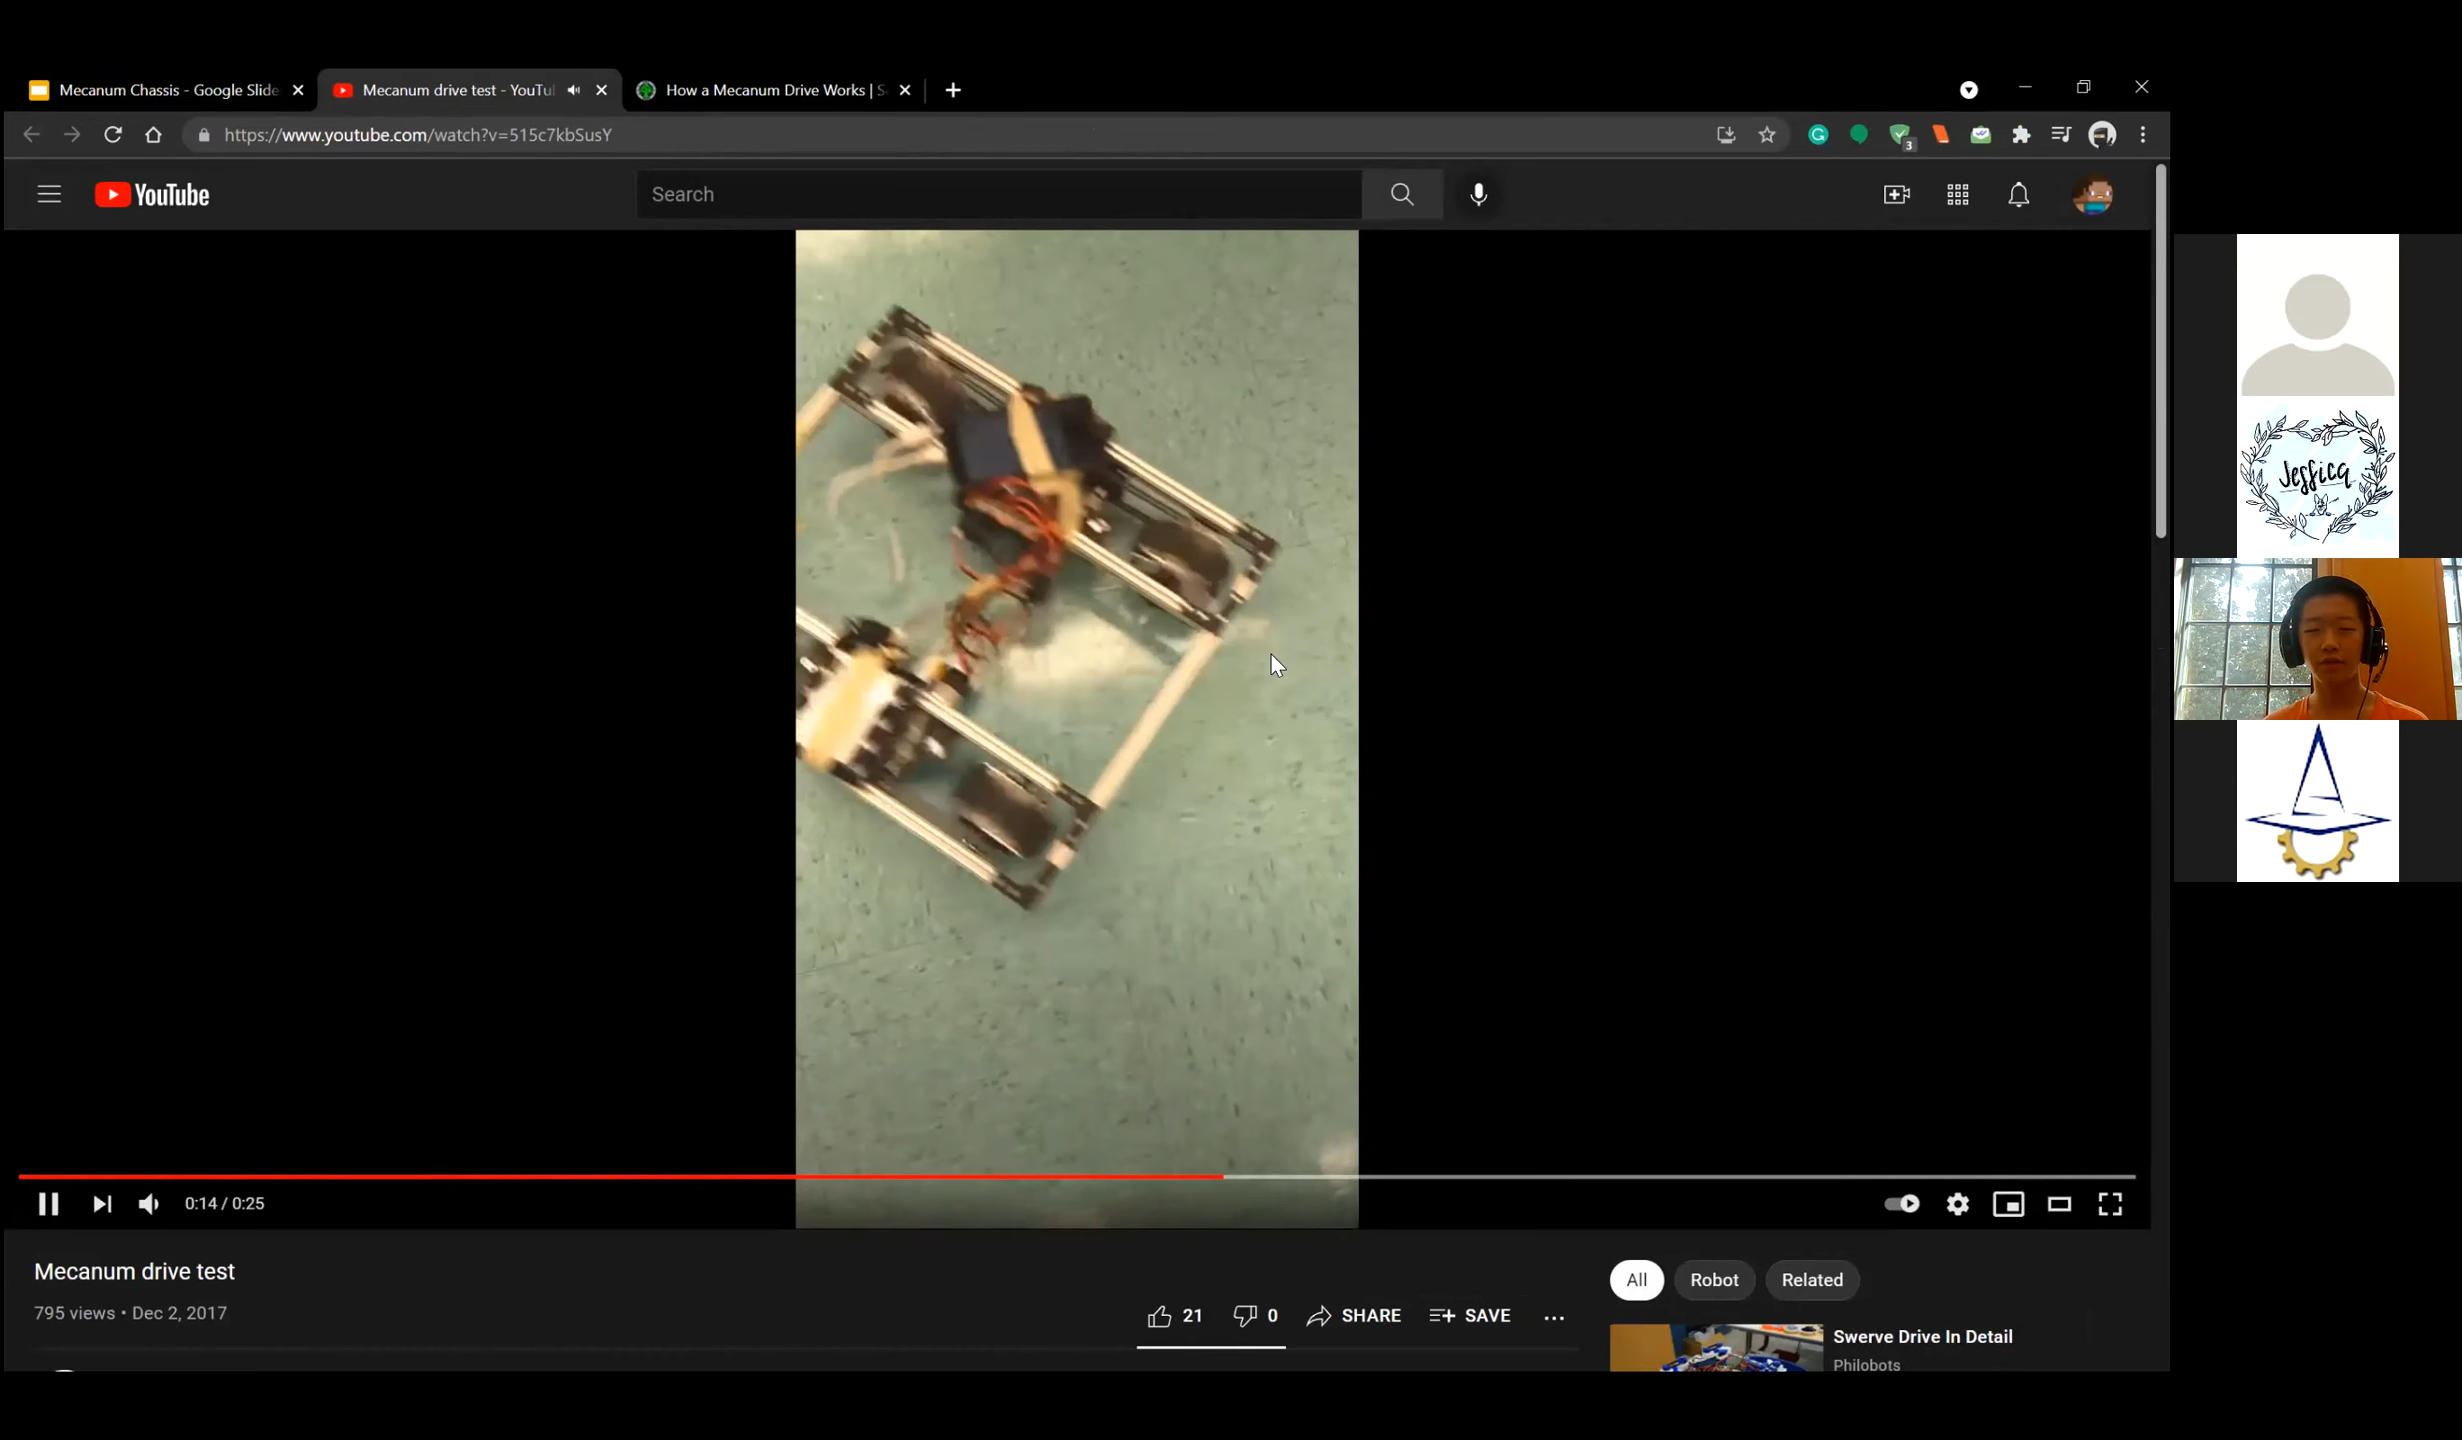 Mecanum Chassis - Google Slide
Mecanum drive test - YouTu
How a Mecanum Drive Works | S
https://www.youtube.com/watch?v=515c7kbSusY
3
YouTube
Search
Jessica
0:14 / 0:25
Mecanum drive test
795 views • Dec 2, 2017
21
0
SHARE
SAVE
All
Robot
Related
Swerve Drive In Detail
Philobots